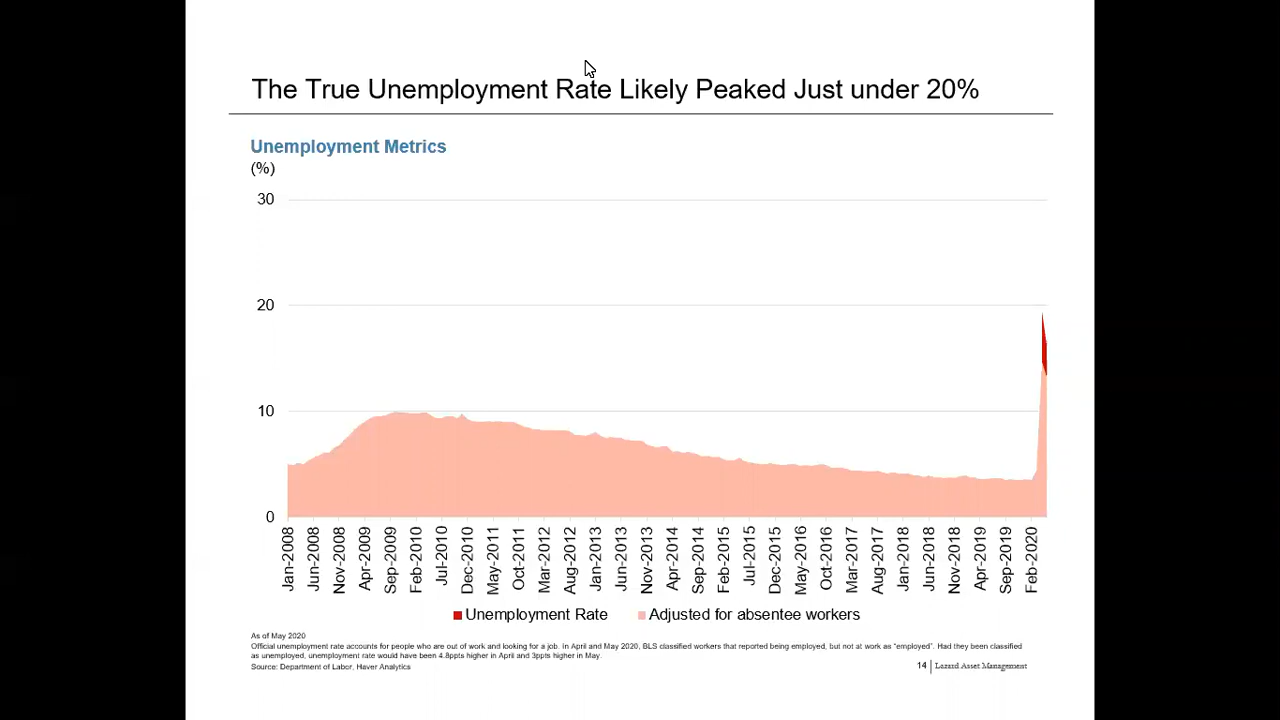 The True Unemployment Rate Likely Peaked Just under 20%
Unemployment Metrics
(%)
30
20
10
0
Jan-2008
Jun-2008
Nov-2008
Apr-2009
Sep-2009
Feb-2010
Jul-2010
Dec-2010
May-2011
Oct-2011
Mar-2012
Aug-2012
Jan-2013
Jun-2013
Nov-2013
Apr-2014
Sep-2014
Feb-2015
Jul-2015
Dec-2015
May-2016
Oct-2016
Mar-2017
Aug-2017
Jan-2018
Jun-2018
Nov-2018
Apr-2019
Sep-2019
Feb-2020
Unemployment Rate
Adjusted for absentee workers
As of May 2020
Official unemployment rate accounts for people who are out of work and looking for a job. in April and May 2020, BLS classified workers that reported being employed, but not at work as “employed”. Had they been classified
as unemployed, unemployment rate would have been 4.8ppts higher in April and 3ppts higher in May.
Source: Department of Labor, Haver Analytics
14 | Lazard Asset Management